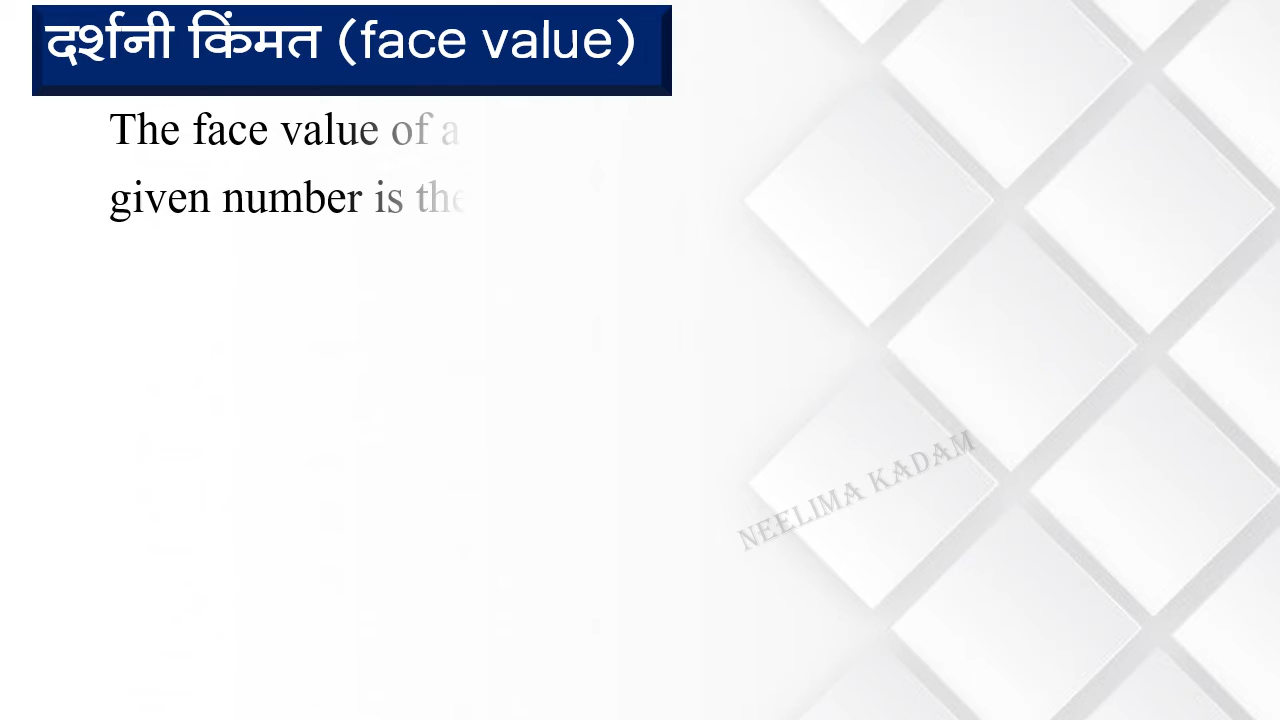 दर्शनी किंमत (face value)
The face value of a
given number is the
NEELIMA KADAM